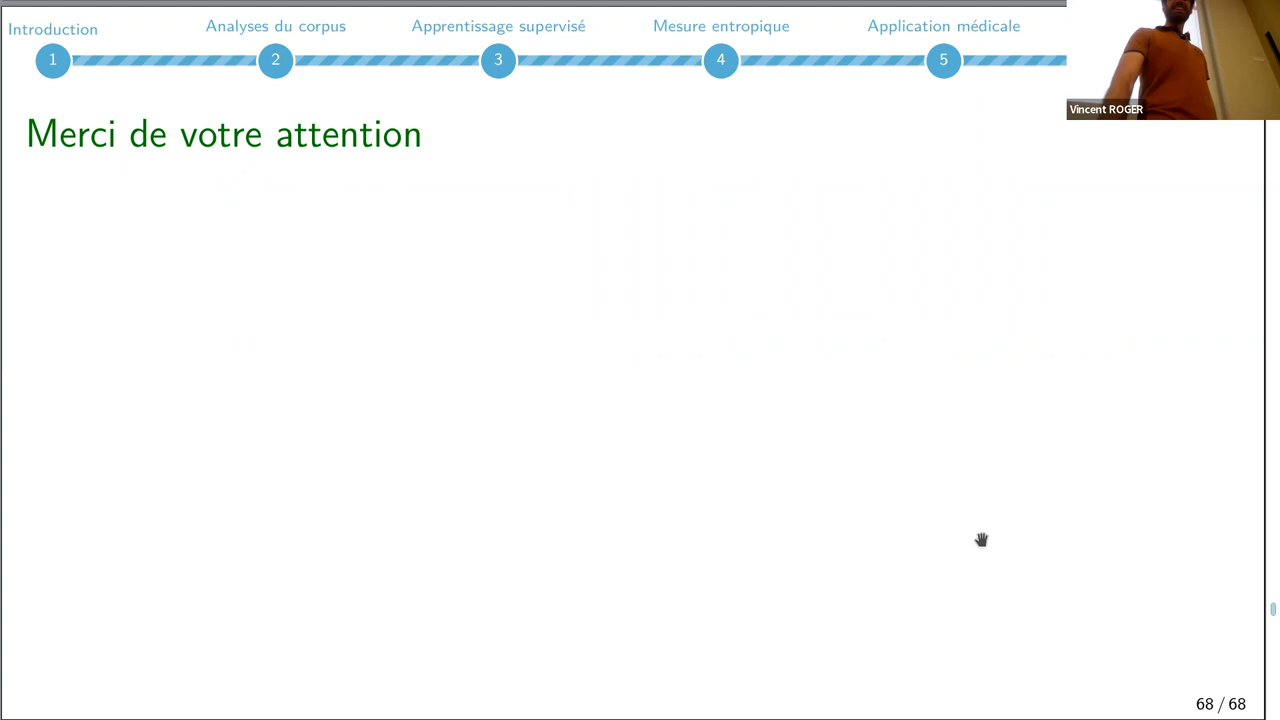 Introduction
Analyses du corpus
Apprentissage supervisé
Mesure entropique
Application médicale
1
2
3
4
5
Vincent ROGER
Merci de votre attention
68 / 68